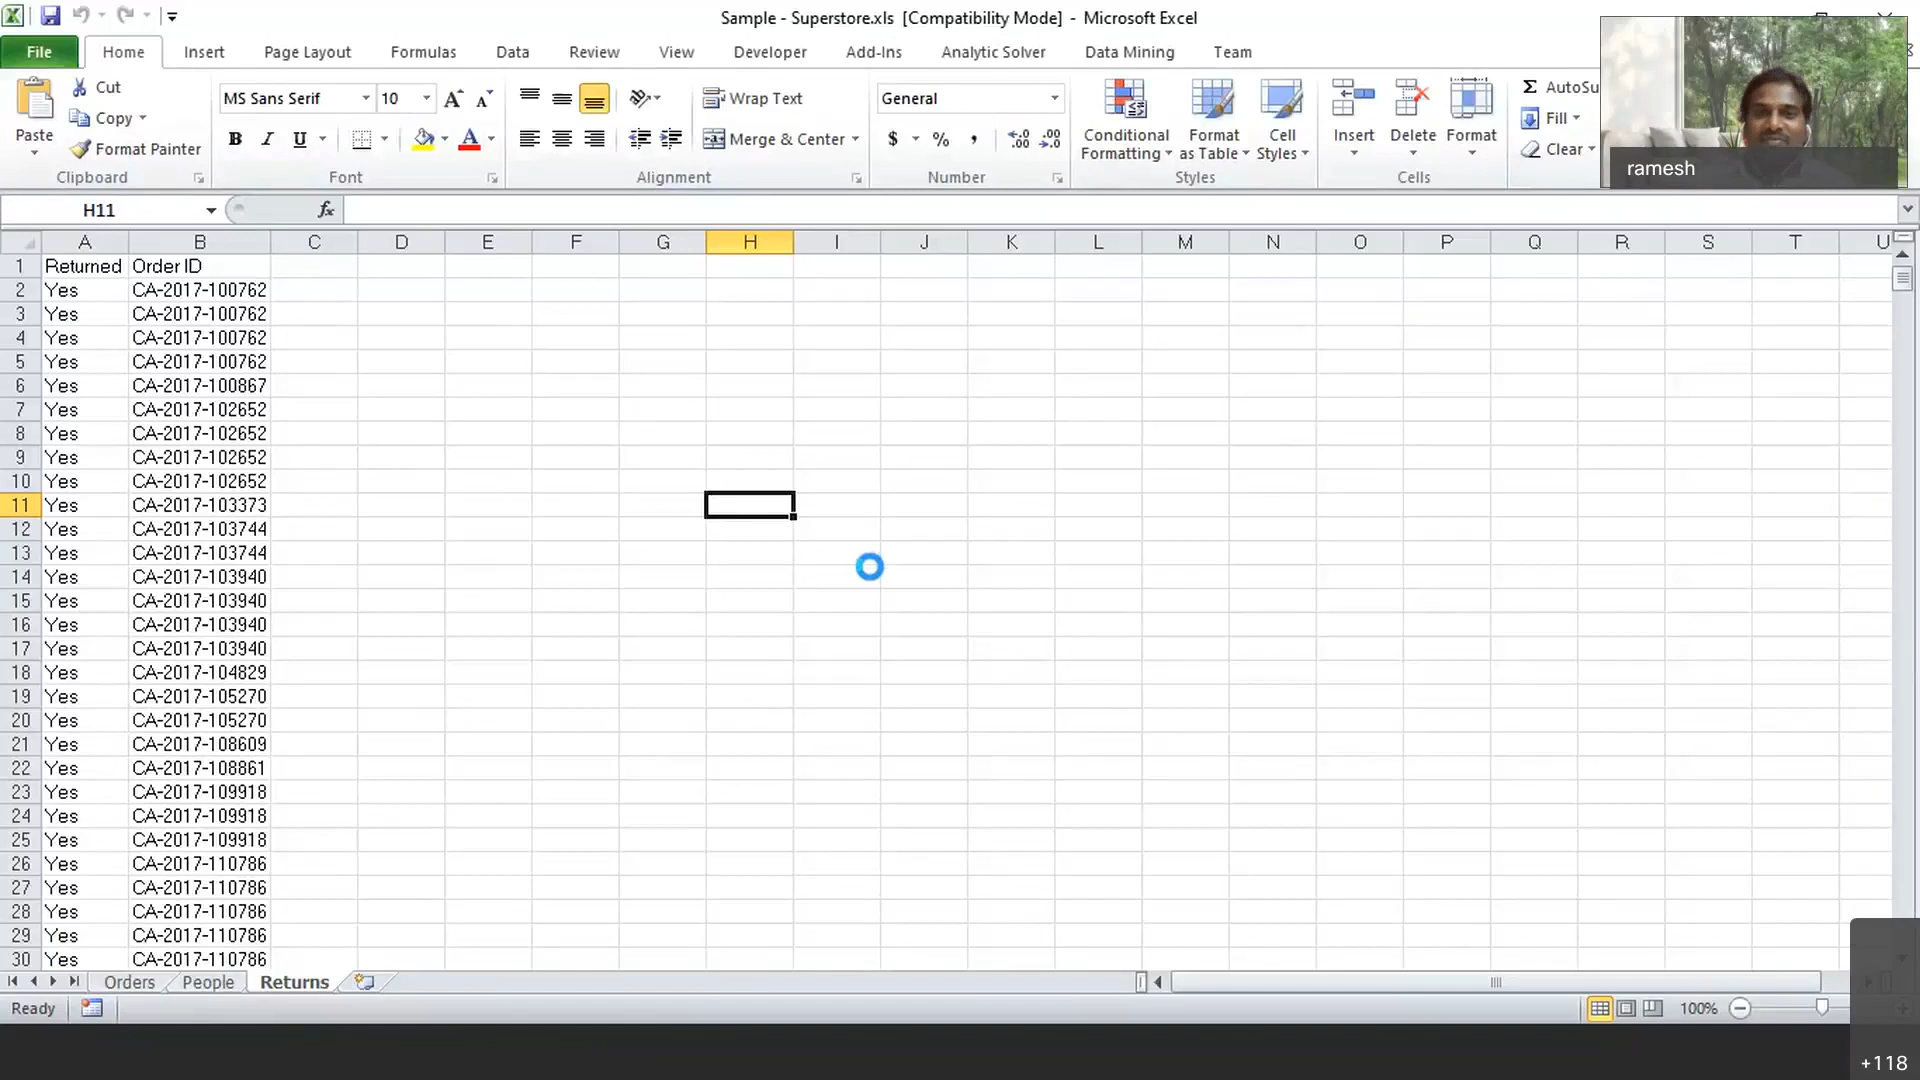 Sample - Superstore.xls [Compatibility Mode] - Microsoft Excel
File Home Insert Page Layout Formulas Data Review View Developer Add-Ins Analytic Solver Data Mining Team
Paste
Cut
Copy
Format Painter
Clipboard
MS Sans Serif 10
A A
B I U A
Font
Wrap Text
Merge & Center
Alignment
General
$ % ,
Number
Conditional Formatting
Format as Table
Cell Styles
Styles
Insert Delete Format
Cells
Σ AutoSu
Fill
Clear
ramesh
H11 fx
A B C D E F G H I J K L M N O P Q R S T U
1 Returned Order ID
2 Yes CA-2017-100762
3 Yes CA-2017-100762
4 Yes CA-2017-100762
5 Yes CA-2017-100762
6 Yes CA-2017-100867
7 Yes CA-2017-102652
8 Yes CA-2017-102652
9 Yes CA-2017-102652
10 Yes CA-2017-102652
11 Yes CA-2017-103373
12 Yes CA-2017-103744
13 Yes CA-2017-103744
14 Yes CA-2017-103940
15 Yes CA-2017-103940
16 Yes CA-2017-103940
17 Yes CA-2017-103940
18 Yes CA-2017-104829
19 Yes CA-2017-105270
20 Yes CA-2017-105270
21 Yes CA-2017-108609
22 Yes CA-2017-108861
23 Yes CA-2017-109918
24 Yes CA-2017-109918
25 Yes CA-2017-109918
26 Yes CA-2017-110786
27 Yes CA-2017-110786
28 Yes CA-2017-110786
29 Yes CA-2017-110786
30 Yes CA-2017-110786
Orders People Returns
Ready 100%
+118